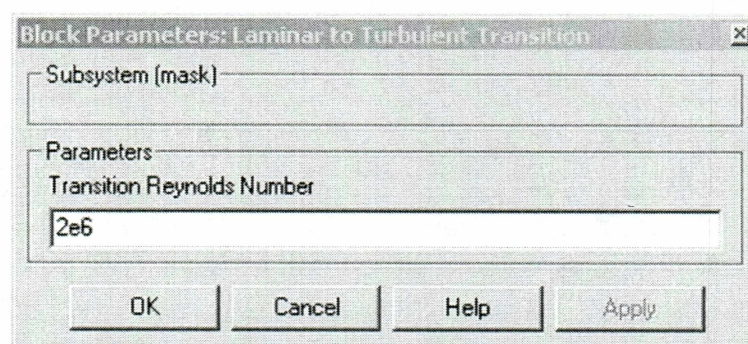 Block Parameters: Laminar to Turbulent Transition
Subsystem (mask)
Parameters
Transition Reynolds Number
2e6
OK Cancel Help Apply